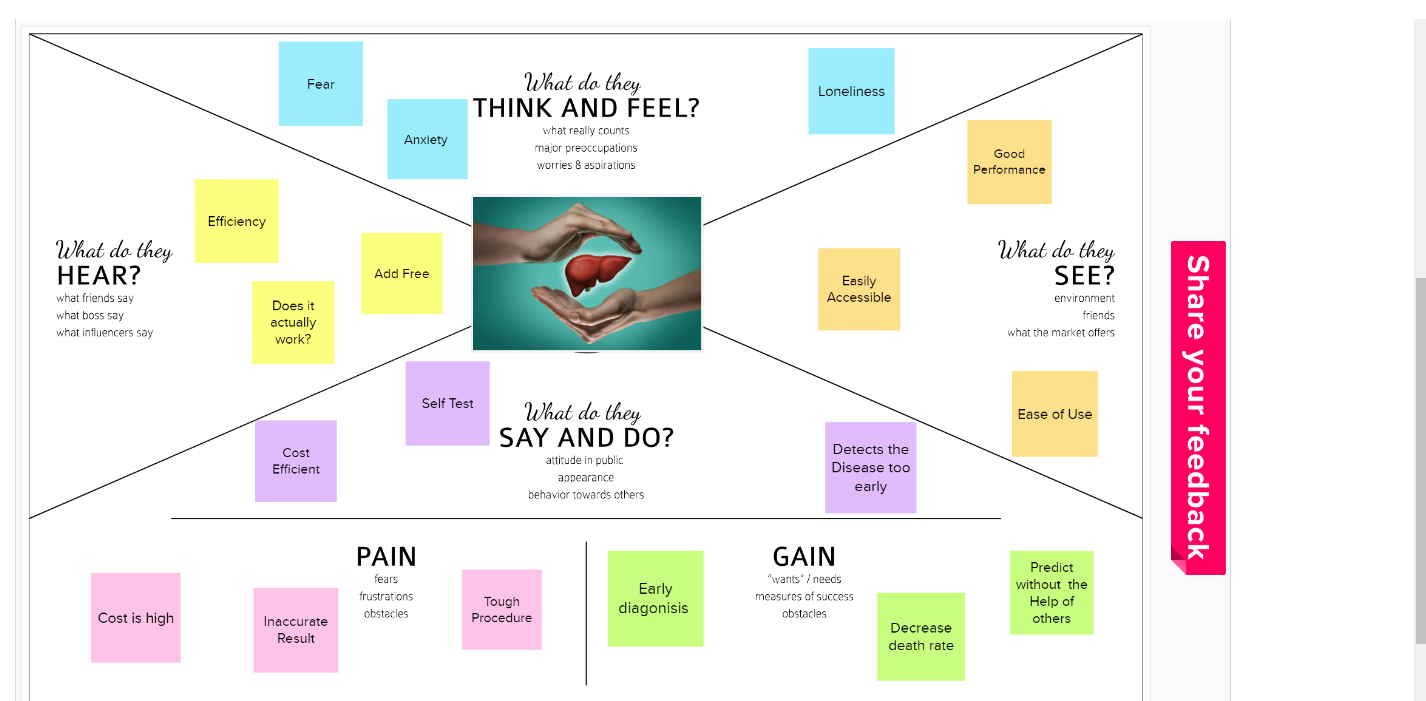 Fear
Anxiety
What do they
THINK AND FEEL?
what really counts
major preoccupations
worries & aspirations
Loneliness
Good
Performance
Efficiency
Add Free
Does it
actually
work?
What do they
HEAR?
what friends say
what boss say
what influencers say
Easily
Accessible
What do they
SEE?
environment
friends
what the market offers
Ease of Use
Self Test
Cost
Efficient
What do they
SAY AND DO?
attitude in public
appearance
behavior towards others
Detects the
Disease too
early
PAIN
fears
frustrations
obstacles
Cost is high
Inaccurate
Result
Tough
Procedure
GAIN
"wants" / needs
measures of success
obstacles
Early
diagonisis
Decrease
death rate
Predict
without the
Help of
others
Share your feedback